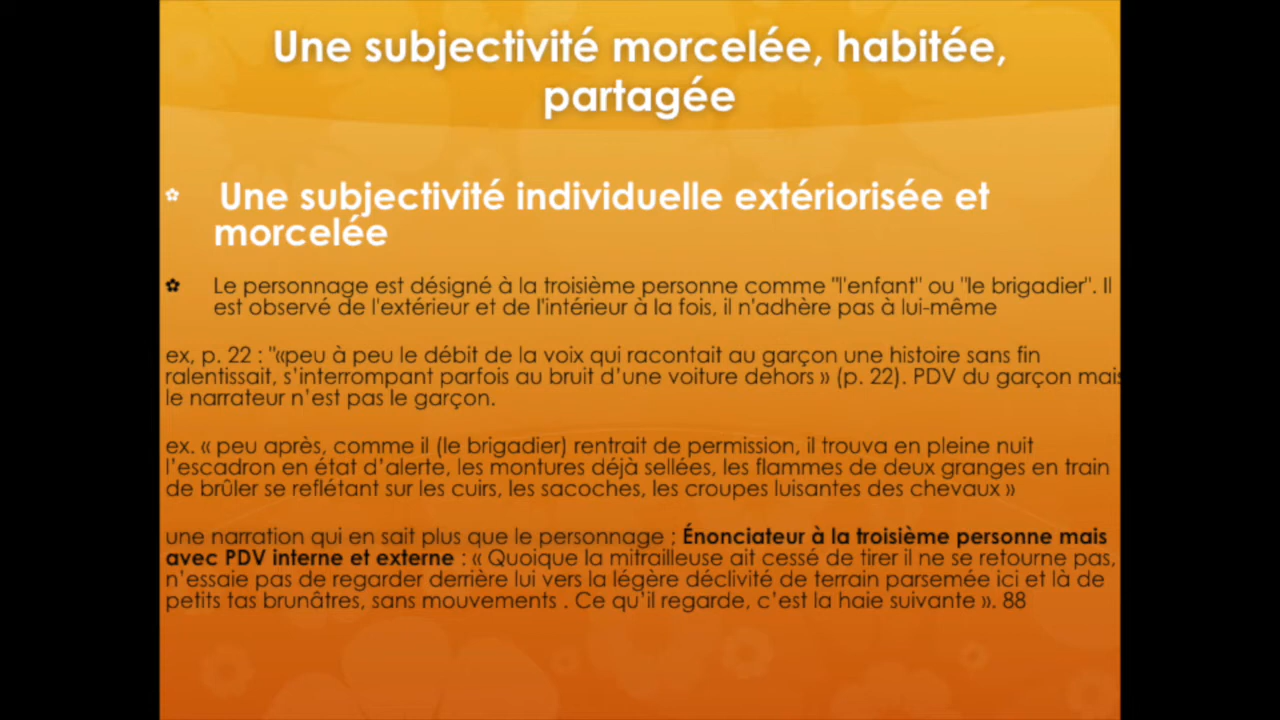 Une subjectivité morcelée, habitée,
partagée
Une subjectivité individuelle extériorisée et
morcelée
Le personnage est désigné à la troisième personne comme "l'enfant" ou "le brigadier". Il
est observé de l'extérieur et de l'intérieur à la fois, il n'adhère pas à lui-même
ex, p. 22 : "«peu à peu le débit de la voix qui racontait au garçon une histoire sans fin
ralentissait, s’interrompant parfois au bruit d’une voiture dehors » (p. 22). PDV du garçon mais
le narrateur n’est pas le garçon.
ex. « peu après, comme il (le brigadier) rentrait de permission, il trouva en pleine nuit
l’escadron en état d’alerte, les montures déjà sellées, les flammes de deux granges en train
de brûler se reflétant sur les cuirs, les sacoches, les croupes luisantes des chevaux »
une narration qui en sait plus que le personnage ; Énonciateur à la troisième personne mais
avec PDV interne et externe : « Quoique la mitrailleuse ait cessé de tirer il ne se retourne pas,
n’essaie pas de regarder derrière lui vers la légère déclivité de terrain parsemée ici et là de
petits tas brunâtres, sans mouvements . Ce qu’il regarde, c’est la haie suivante ». 88